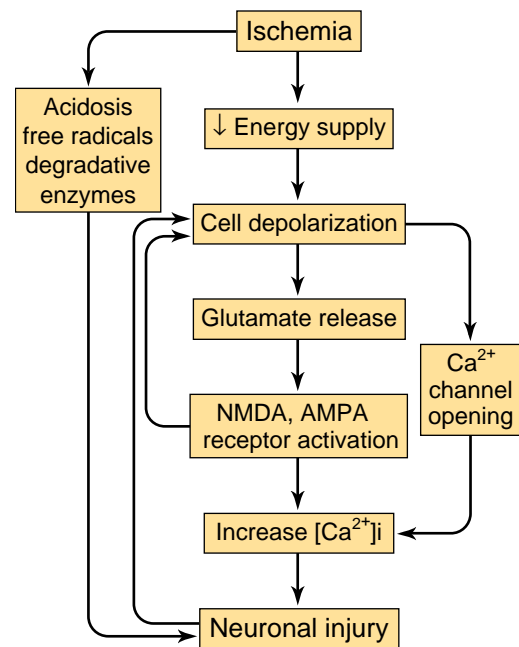 Ischemia
Acidosis
free radicals
degradative
enzymes
↓ Energy supply
Cell depolarization
Glutamate release
Ca²⁺
channel
opening
NMDA, AMPA
receptor activation
Increase [Ca²⁺]i
Neuronal injury